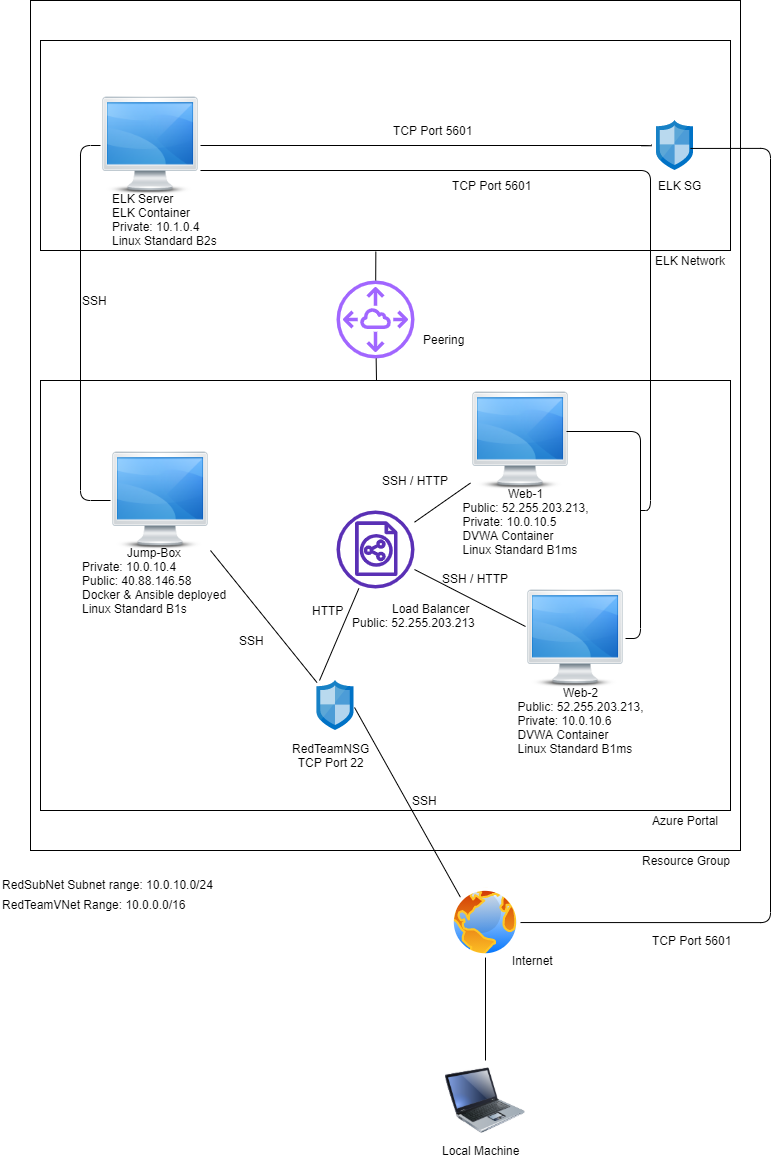 TCP Port 5601
TCP Port 5601
ELK SG
ELK Server
ELK Container
Private: 10.1.0.4
Linux Standard B2s
ELK Network
SSH
Peering
SSH / HTTP
Web-1
Public: 52.255.203.213,
Private: 10.0.10.5
DVWA Container
Linux Standard B1ms
Jump-Box
Private: 10.0.10.4
Public: 40.88.146.58
Docker & Ansible deployed
Linux Standard B1s
SSH / HTTP
HTTP
Load Balancer
Public: 52.255.203.213
SSH
Web-2
Public: 52.255.203.213,
Private: 10.0.10.6
DVWA Container
Linux Standard B1ms
RedTeamNSG
TCP Port 22
SSH
Azure Portal
Resource Group
RedSubNet Subnet range: 10.0.10.0/24
RedTeamVNet Range: 10.0.0.0/16
TCP Port 5601
Internet
Local Machine